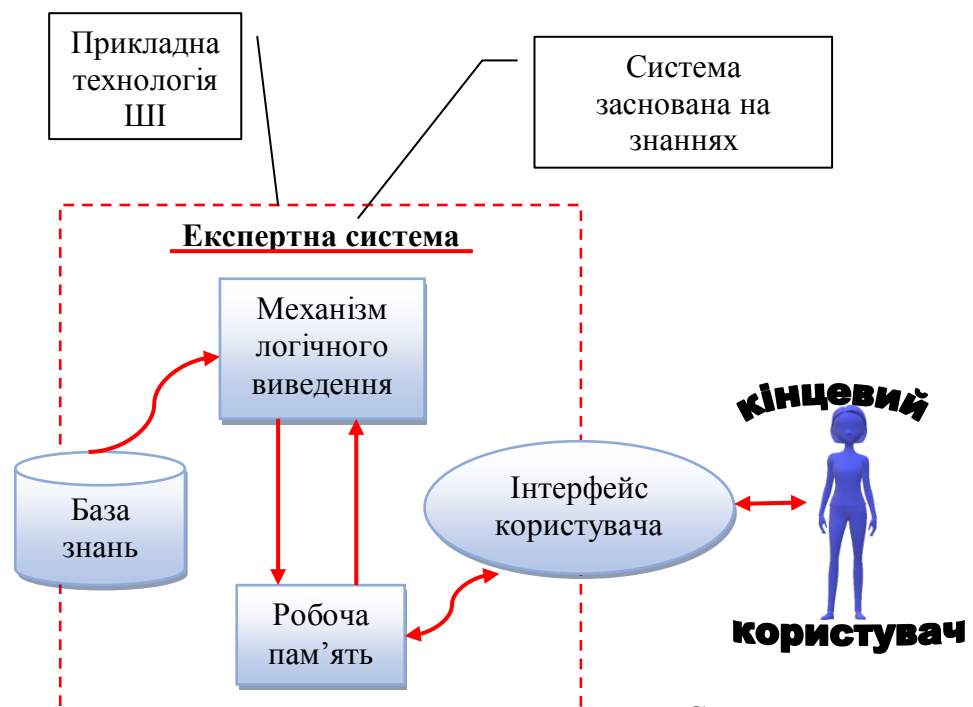 Прикладна
технологія
ШІ
Система
заснована на
знаннях
Експертна система
Механізм
логічного
виведення
База
знань
Інтерфейс
користувача
Робоча
пам’ять
кінцевий
користувач